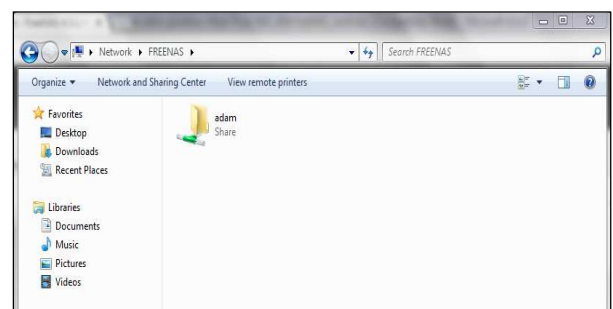 Network ▸ FREENAS ▸
Search FREENAS
Organize
Network and Sharing Center
View remote printers
Favorites
Desktop
Downloads
Recent Places
Libraries
Documents
Music
Pictures
Videos
adam
Share